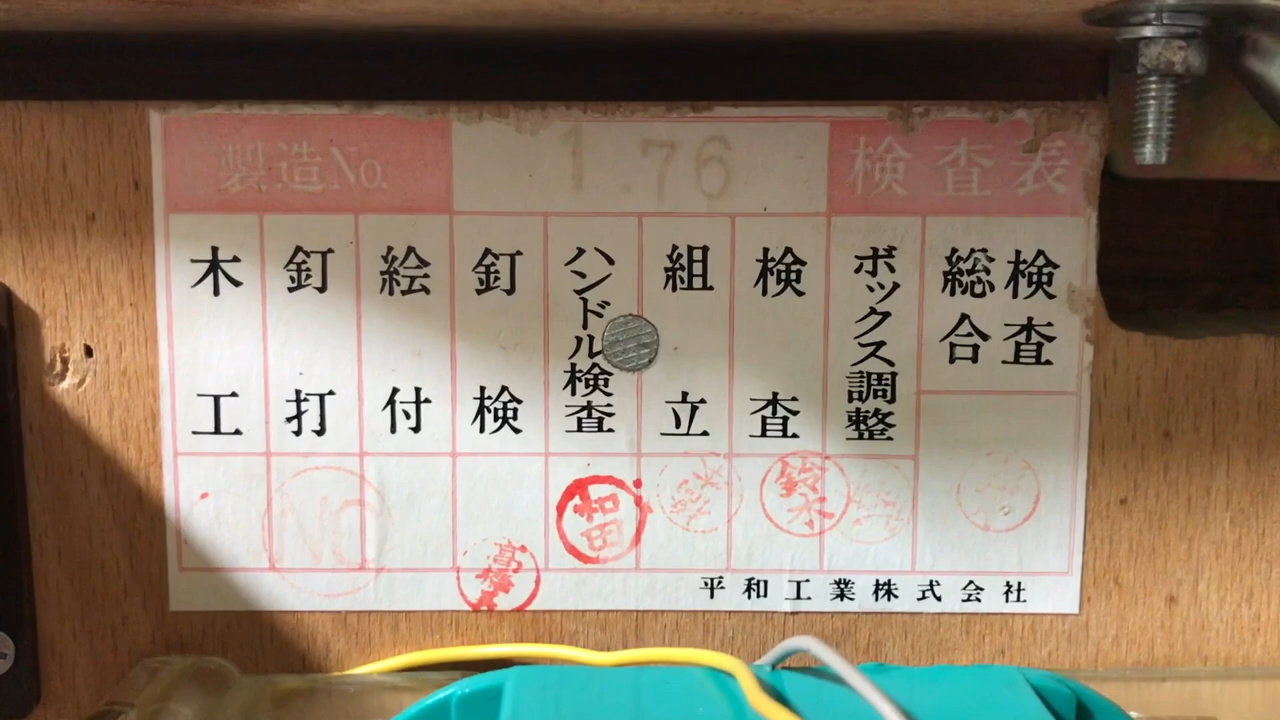 製造No.
1.76
検査表
木工
釘打
絵付
釘検
ハンドル検査
組立
検査
ボックス調整
総合検査
NC
高橋
和田
鈴木
平和工業株式会社